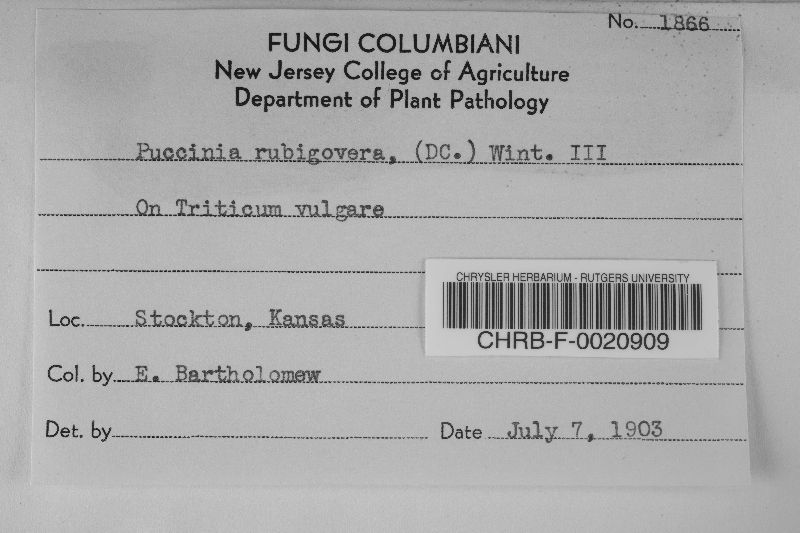 No. 1866
FUNGI COLUMBIANI
New Jersey College of Agriculture
Department of Plant Pathology
Puccinia rubigovera, (DC.) Wint. III
On Triticum vulgare
CHRYSLER HERBARIUM - RUTGERS UNIVERSITY
CHRB-F-0020909
Loc. Stockton, Kansas
Col. by E. Bartholomew
Det. by
Date July 7, 1903